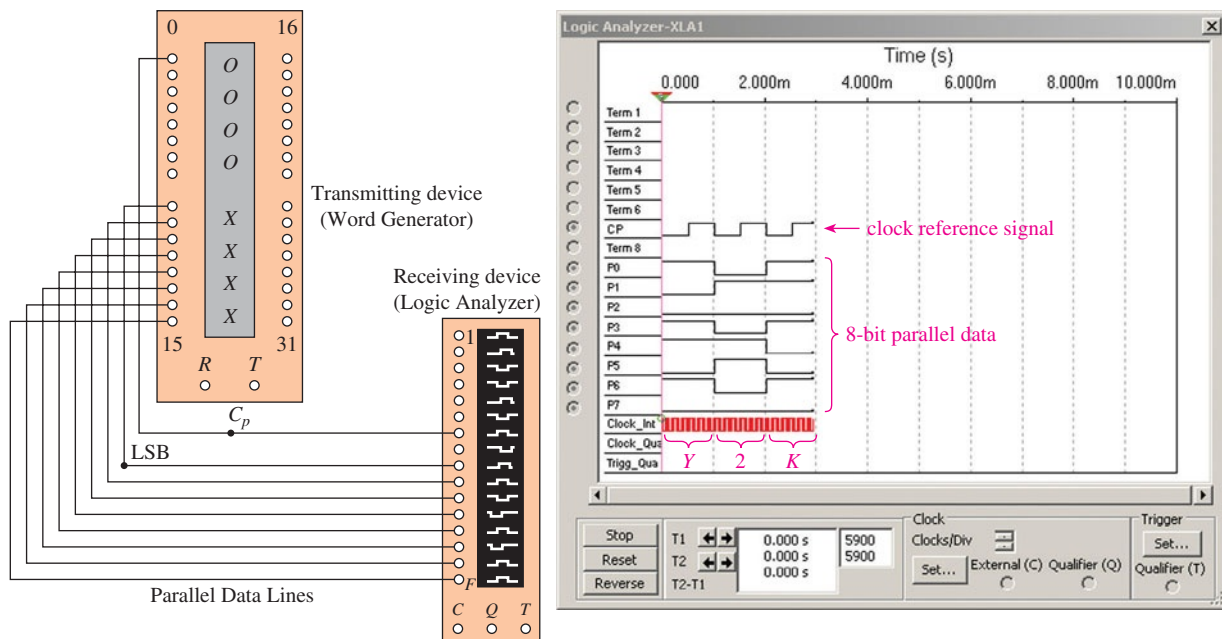 0 16
O
O
O
O
X
X
X
X
15 31
R T
Transmitting device
(Word Generator)
Receiving device
(Logic Analyzer)
1
F
C Q T
Cp
LSB
Parallel Data Lines
Logic Analyzer-XLA1
Time (s)
0.000 2.000m 4.000m 6.000m 8.000m 10.000m
Term 1
Term 2
Term 3
Term 4
Term 5
Term 6
CP
Term 8
P0
P1
P2
P3
P4
P5
P6
P7
Clock_Int
Clock_Qua
Trigg_Qua
clock reference signal
8-bit parallel data
Y 2 K
Stop
Reset
Reverse
T1
T2
T2-T1
0.000 s
0.000 s
0.000 s
5900
5900
Clock
Clocks/Div
Set...
External (C) Qualifier (Q)
Trigger
Set...
Qualifier (T)